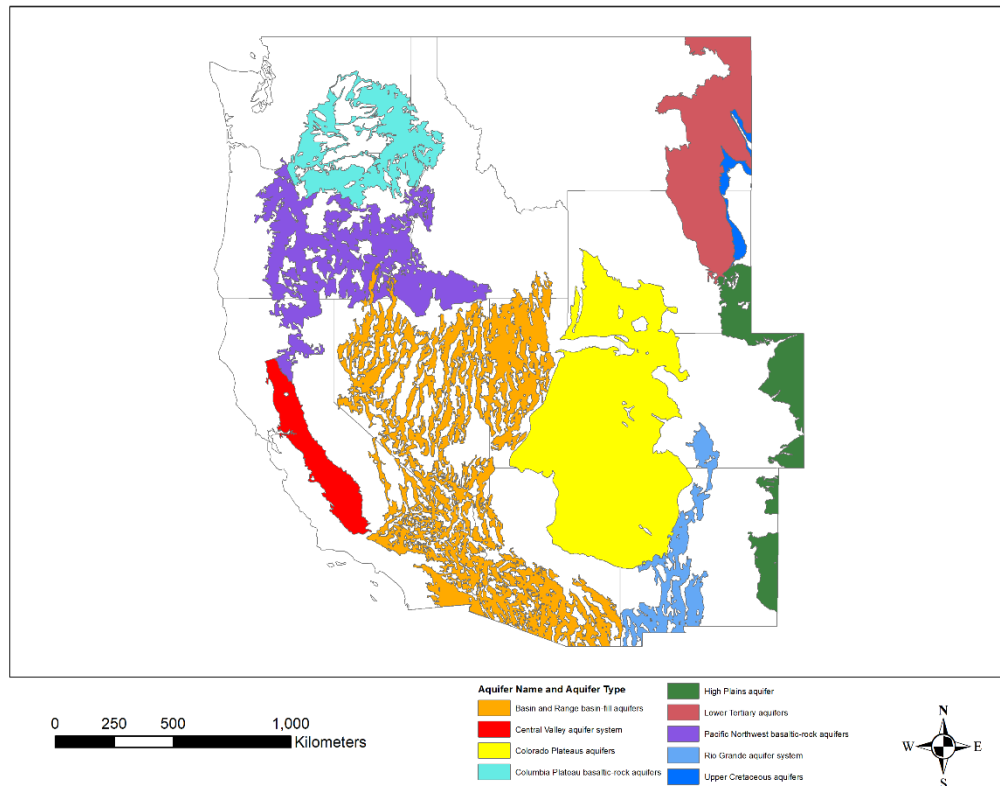 0 250 500 1,000
Kilometers
Aquifer Name and Aquifer Type
Basin and Range basin-fill aquifers
Central Valley aquifer system
Colorado Plateaus aquifers
Columbia Plateau basaltic-rock aquifers
High Plains aquifer
Lower Tertiary aquifers
Pacific Northwest basaltic-rock aquifers
Rio Grande aquifer system
Upper Cretaceous aquifers
N
W E
S